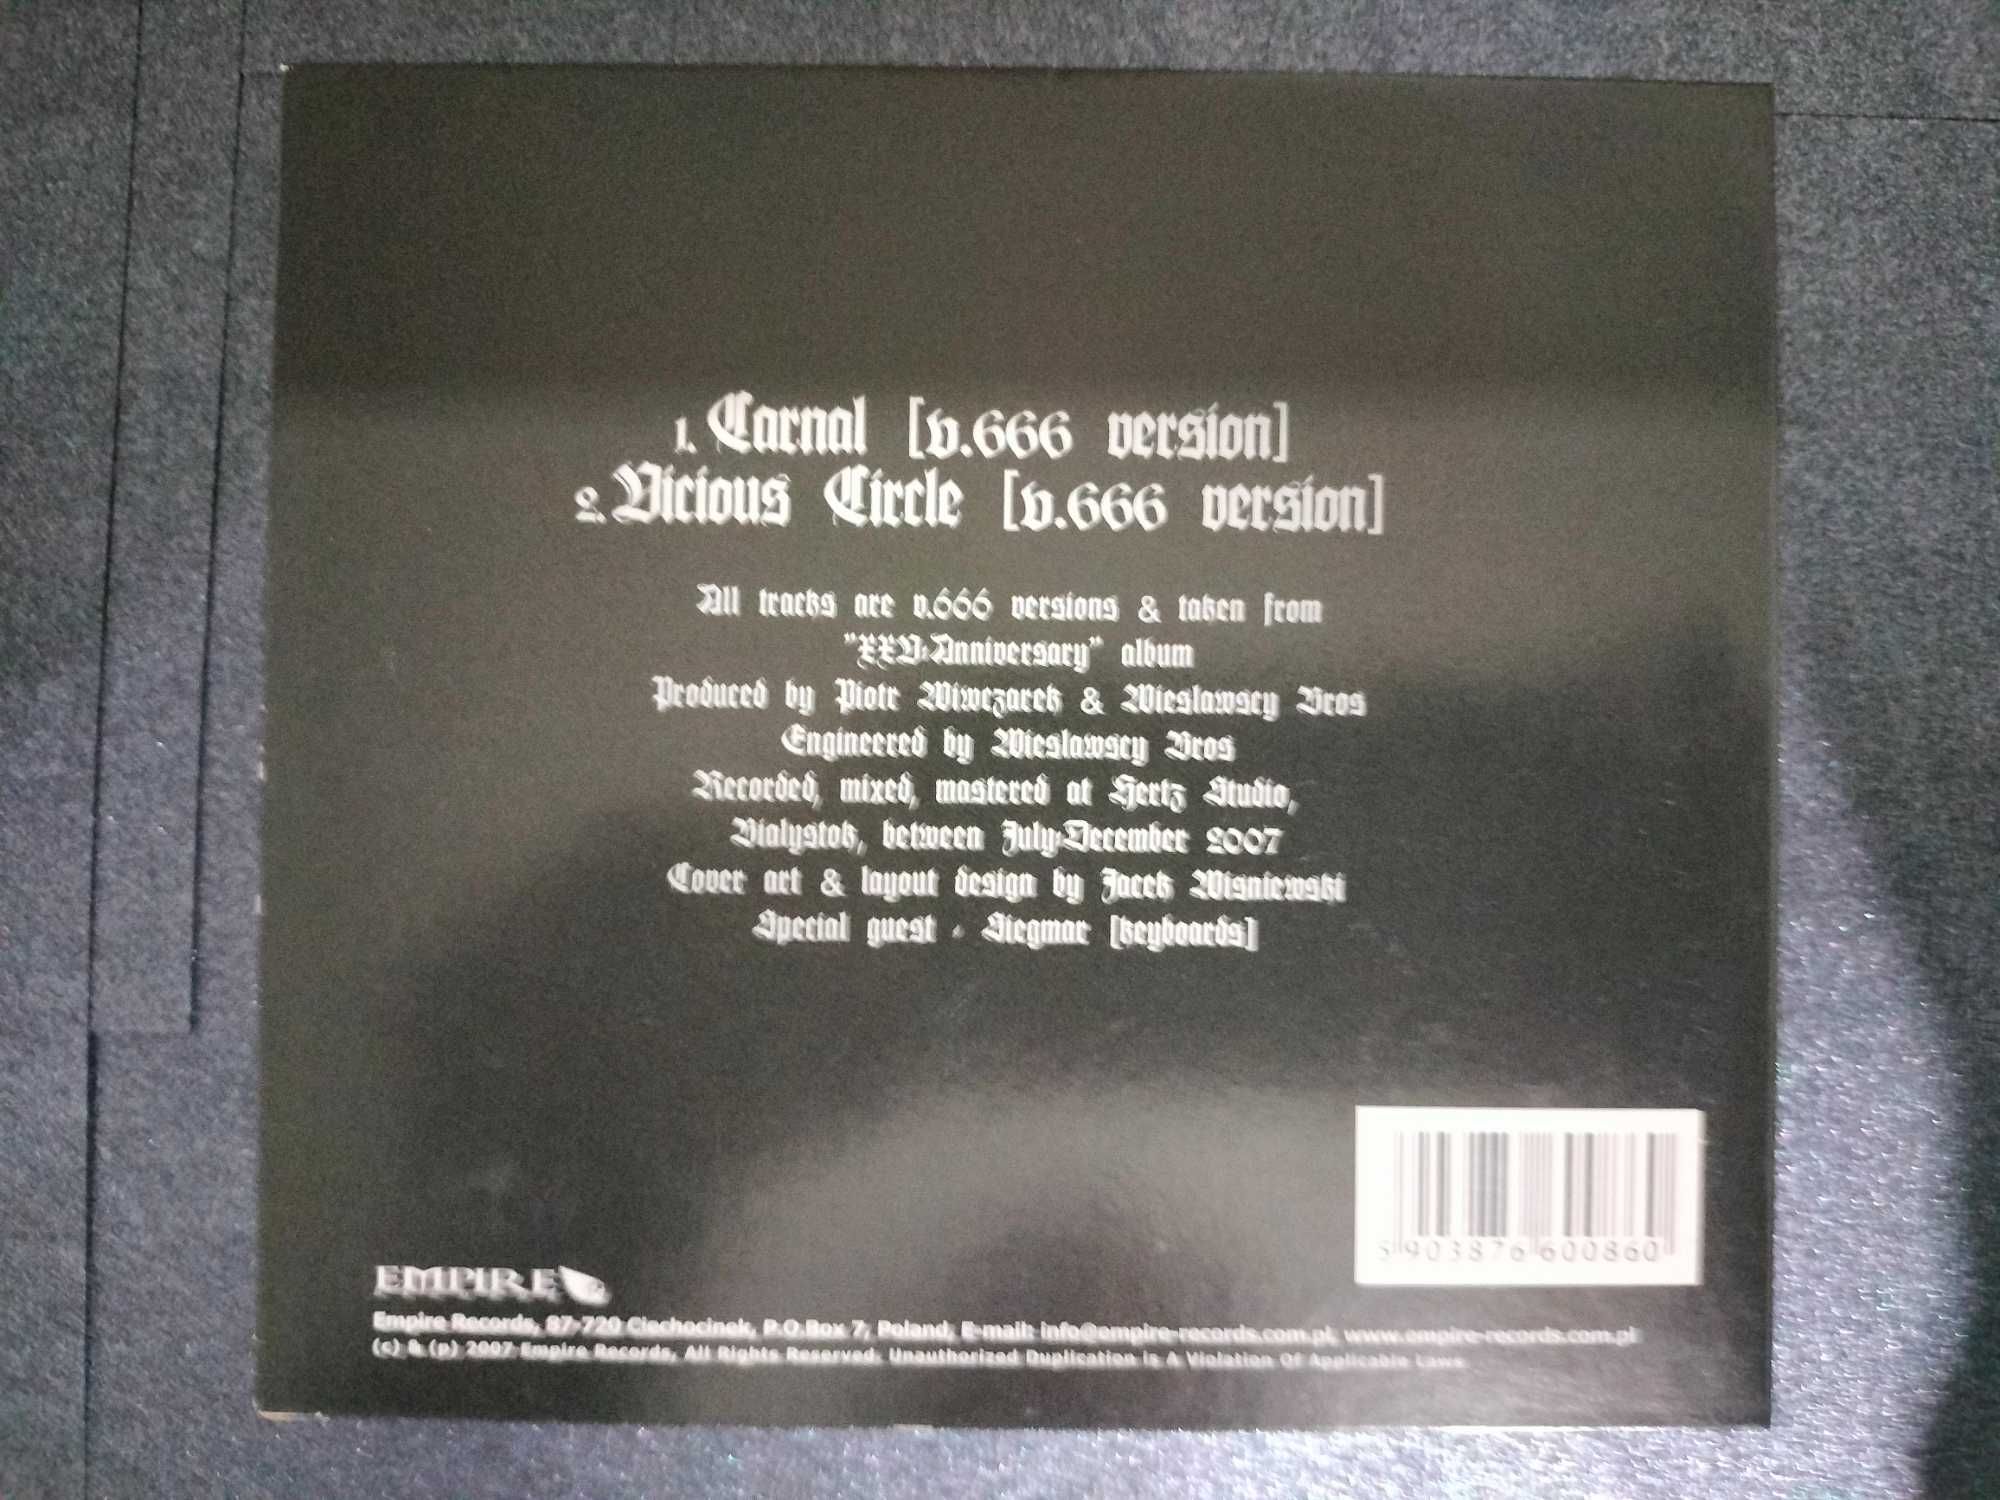 1. Carnal [v.666 version]
2. Vicious Circle [v.666 version]
All tracks are v.666 versions & taken from
"XXV-Anniversary" album
Produced by Piotr Wiwczarek & Wieslawscy Bros
Engineered by Wieslawscy Bros
Recorded, mixed, mastered at Hertz Studio,
Bialystok, between July-December 2007
Cover art & layout design by Jacek Wisniewski
Special guest - Siegmar [keyboards]
5 903876 600860
EMPIRE
Empire Records, 87-720 Ciechocinek, P.O.Box 7, Poland, E-mail: info@empire-records.com.pl, www.empire-records.com.pl
(c) & (p) 2007 Empire Records, All Rights Reserved. Unauthorized Duplication is A Violation Of Applicable Laws